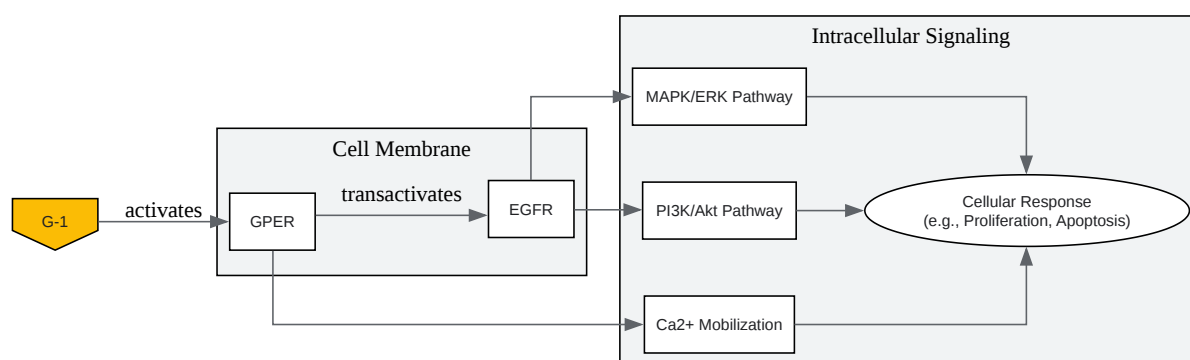 Intracellular Signaling
MAPK/ERK Pathway
Cell Membrane
transactivates
activates
G-1
GPER
EGFR
PI3K/Akt Pathway
Cellular Response
(e.g., Proliferation, Apoptosis)
Ca2+ Mobilization